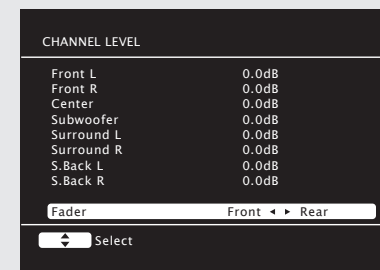 CHANNEL LEVEL
Front L 0.0dB
Front R 0.0dB
Center 0.0dB
Subwoofer 0.0dB
Surround L 0.0dB
Surround R 0.0dB
S.Back L 0.0dB
S.Back R 0.0dB
Fader Front ◄ ► Rear
Select